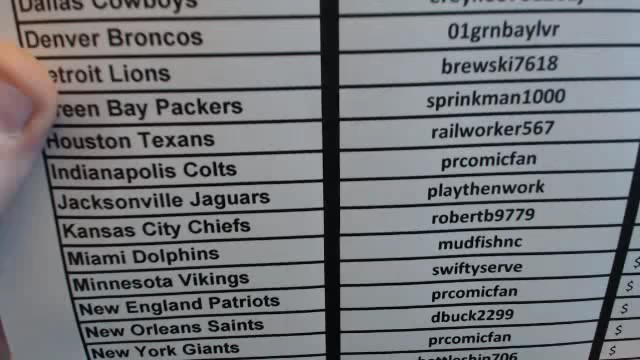 Dallas Cowboys
Denver Broncos 01grnbaylvr
etroit Lions brewski7618
reen Bay Packers sprinkman1000
Houston Texans railworker567
Indianapolis Colts prcomicfan
Jacksonville Jaguars playthenwork
Kansas City Chiefs robertb9779
Miami Dolphins mudfishnc
Minnesota Vikings swiftyserve $
New England Patriots prcomicfan $
New Orleans Saints dbuck2299 $
New York Giants prcomicfan $
battleship706 $